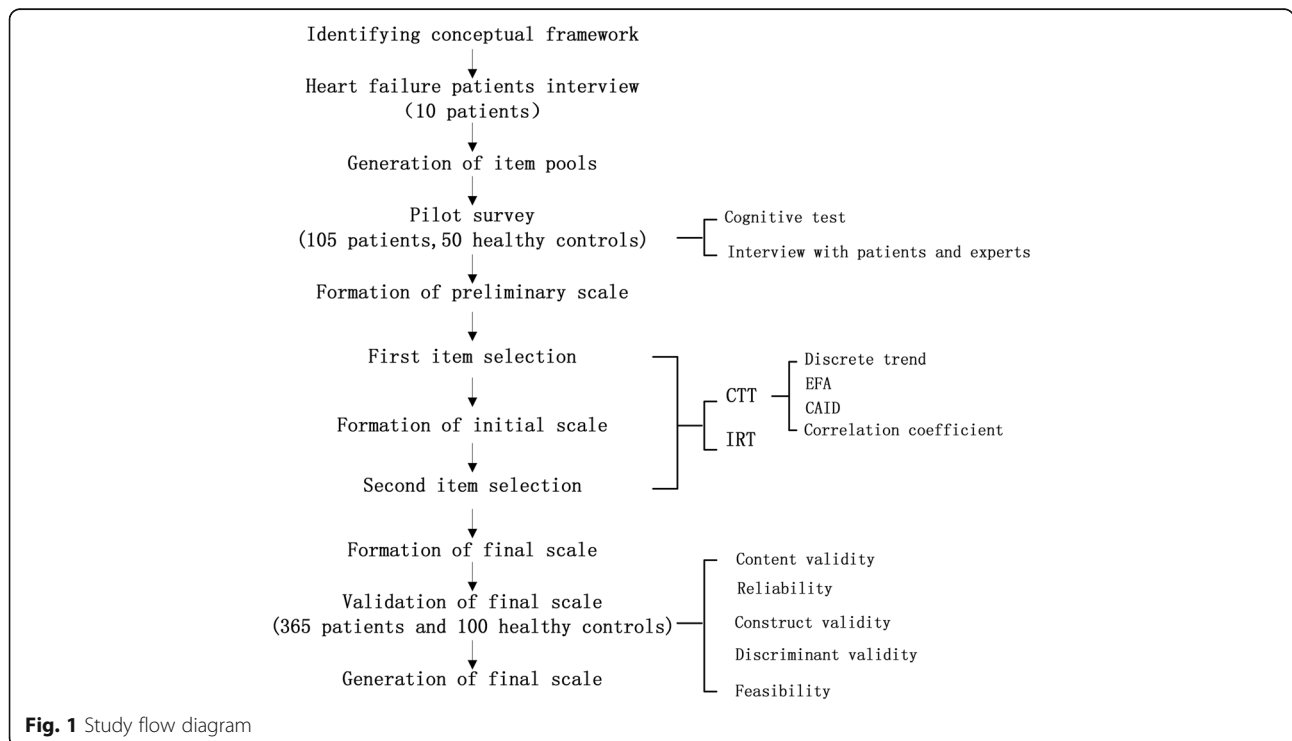 Identifying conceptual framework
Heart failure patients interview
(10 patients)
Generation of item pools
Pilot survey
(105 patients, 50 healthy controls)
Cognitive test
Interview with patients and experts
Formation of preliminary scale
First item selection
Formation of initial scale
Second item selection
CTT
IRT
Discrete trend
EFA
CAID
Correlation coefficient
Formation of final scale
Validation of final scale
(365 patients and 100 healthy controls)
Content validity
Reliability
Construct validity
Discriminant validity
Feasibility
Generation of final scale
Fig. 1 Study flow diagram